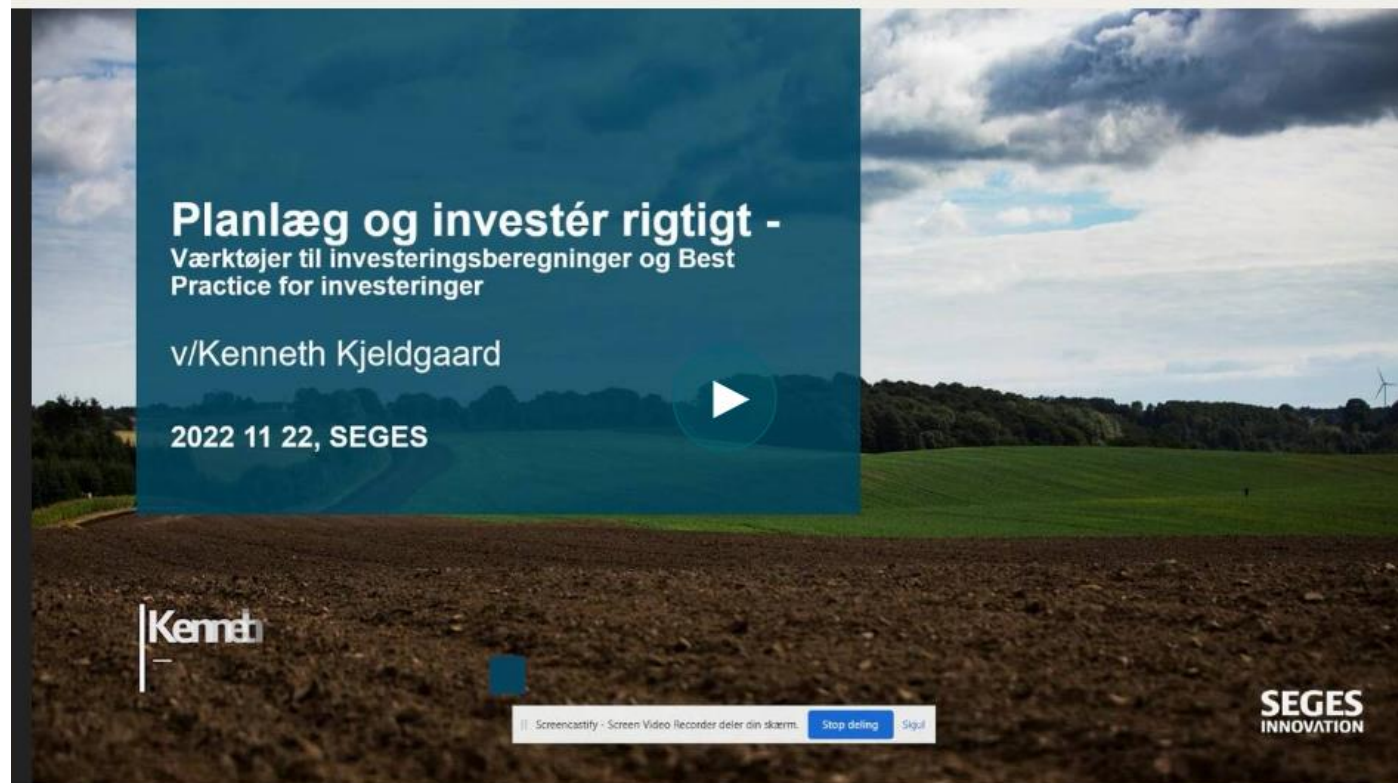 Planlæg og investér rigtigt -
Værktøjer til investeringsberegninger og Best
Practice for investeringer
v/Kenneth Kjeldgaard
2022 11 22, SEGES
Screencastify - Screen Video Recorder deler din skærm. Stop deling Skjul
SEGES
INNOVATION